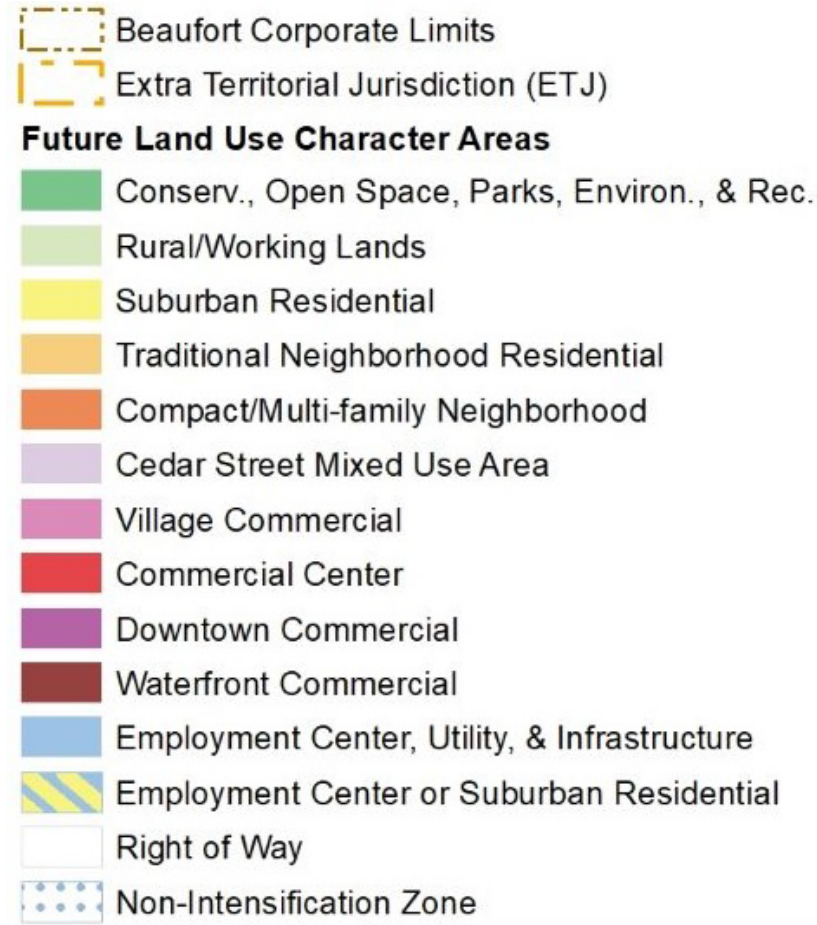 Beaufort Corporate Limits
Extra Territorial Jurisdiction (ETJ)
Future Land Use Character Areas
Conserv., Open Space, Parks, Environ., & Rec.
Rural/Working Lands
Suburban Residential
Traditional Neighborhood Residential
Compact/Multi-family Neighborhood
Cedar Street Mixed Use Area
Village Commercial
Commercial Center
Downtown Commercial
Waterfront Commercial
Employment Center, Utility, & Infrastructure
Employment Center or Suburban Residential
Right of Way
Non-Intensification Zone